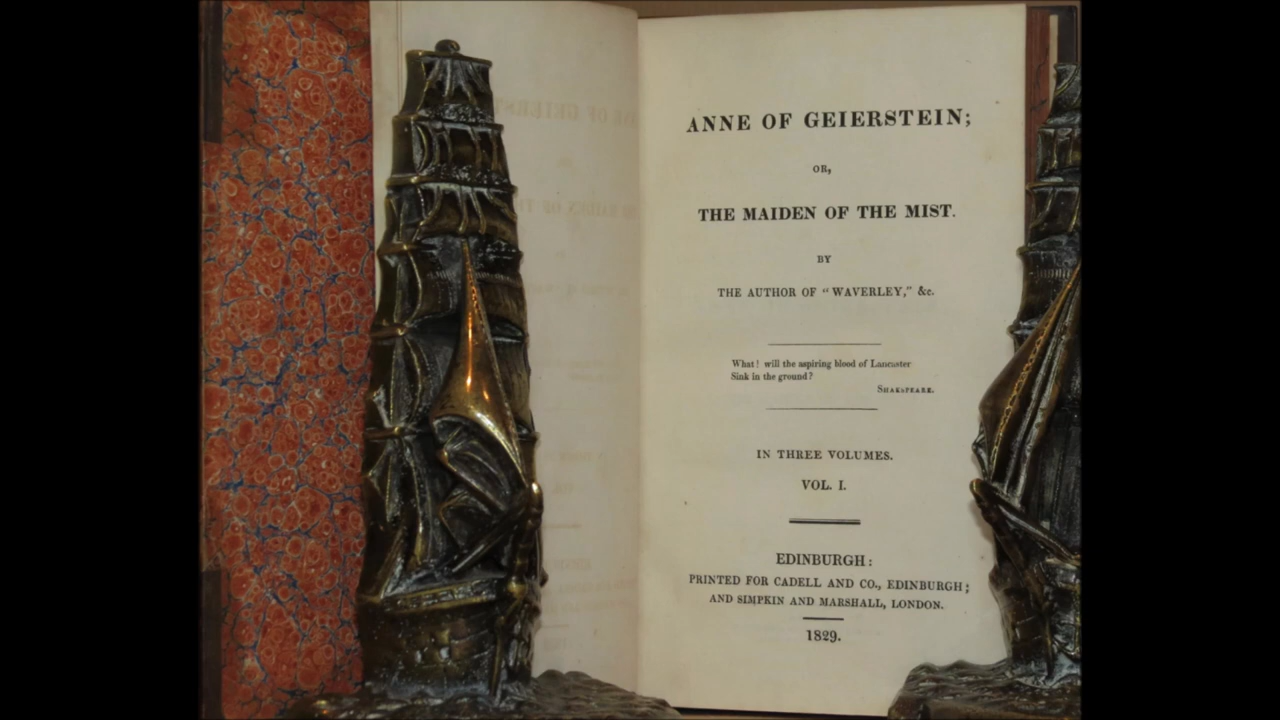 ANNE OF GEIERSTEIN;
OR,
THE MAIDEN OF THE MIST.
BY
THE AUTHOR OF "WAVERLEY," &c.
What! will the aspiring blood of Lancaster
Sink in the ground?
SHAKSPEARE.
IN THREE VOLUMES.
VOL. I.
EDINBURGH:
PRINTED FOR CADELL AND CO., EDINBURGH;
AND SIMPKIN AND MARSHALL, LONDON.
1829.